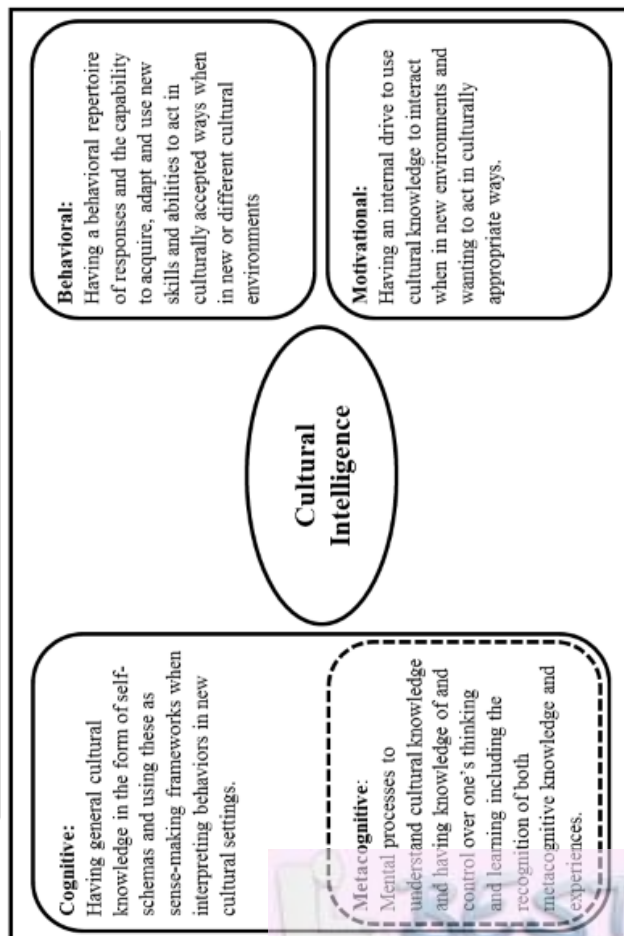 Cognitive:
Having general cultural
knowledge in the form of self-
schemas and using these as
sense-making frameworks when
interpreting behaviors in new
cultural settings.
Metacognitive:
Mental processes to
understand cultural knowledge
and having knowledge of and
control over one's thinking
and learning including the
recognition of both
metacognitive knowledge and
experiences.
Cultural
Intelligence
Behavioral:
Having a behavioral repertoire
of responses and the capability
to acquire, adapt and use new
skills and abilities to act in
culturally accepted ways when
in new or different cultural
environments
Motivational:
Having an internal drive to use
cultural knowledge to interact
when in new environments and
wanting to act in culturally
appropriate ways.